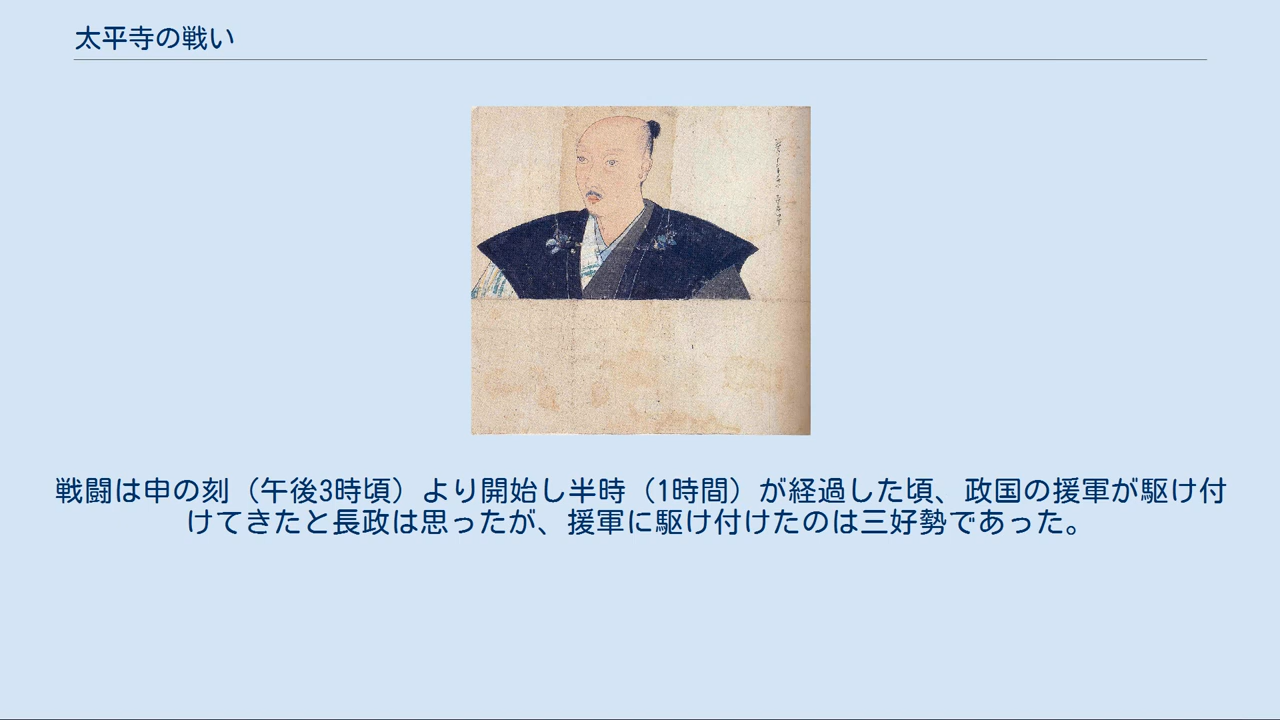 太平寺の戦い
戦闘は申の刻（午後3時頃）より開始し半時（1時間）が経過した頃、政国の援軍が駆け付
けてきたと長政は思ったが、援軍に駆け付けたのは三好勢であった。